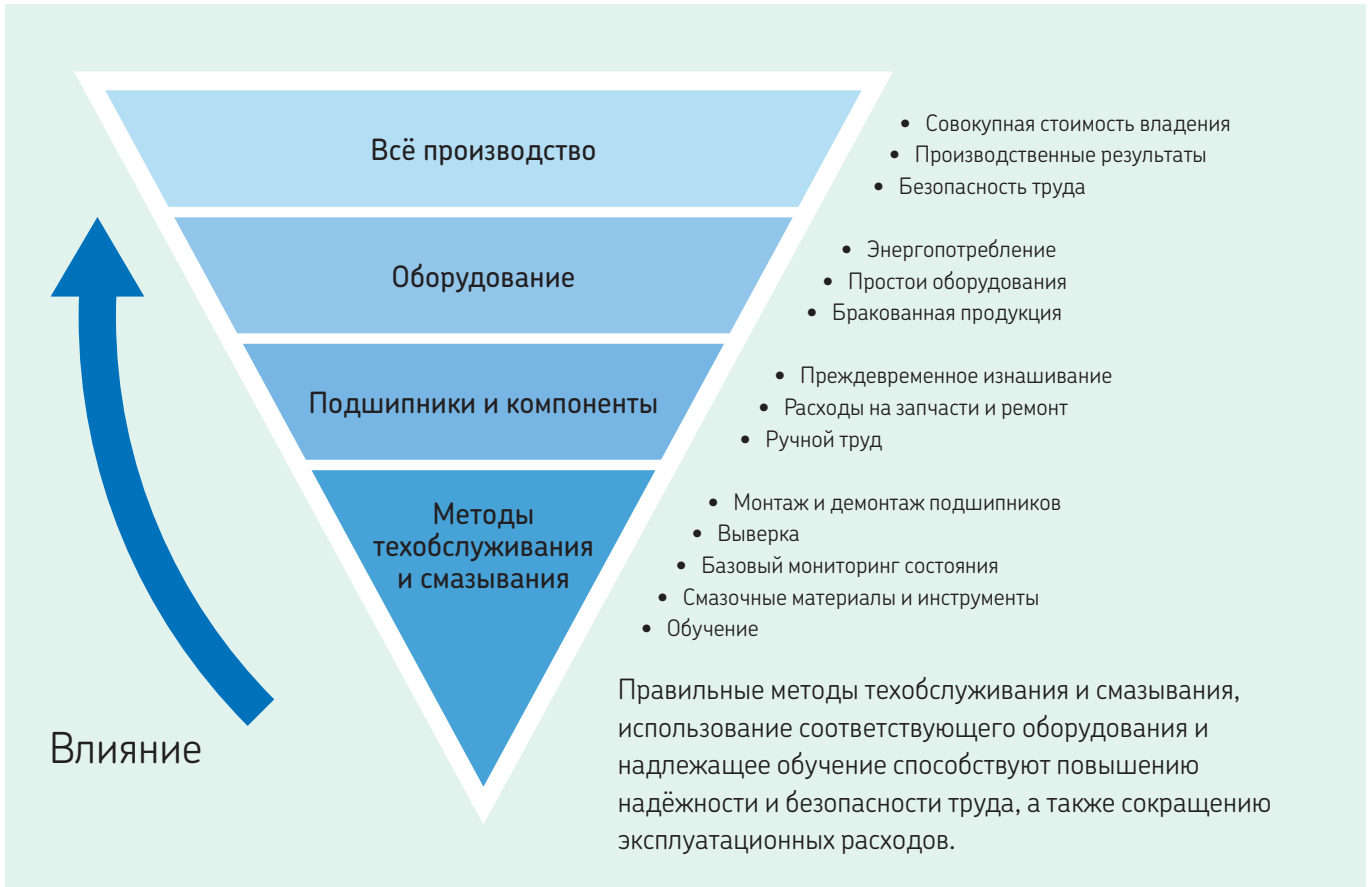 Всё производство
• Совокупная стоимость владения
• Производственные результаты
• Безопасность труда
Оборудование
• Энергопотребление
• Простои оборудования
• Бракованная продукция
Подшипники и компоненты
• Преждевременное изнашивание
• Расходы на запчасти и ремонт
• Ручной труд
Методы
техобслуживания
и смазывания
• Монтаж и демонтаж подшипников
• Выверка
• Базовый мониторинг состояния
• Смазочные материалы и инструменты
• Обучение
Влияние
Правильные методы техобслуживания и смазывания,
использование соответствующего оборудования и
надлежащее обучение способствуют повышению
надёжности и безопасности труда, а также сокращению
эксплуатационных расходов.